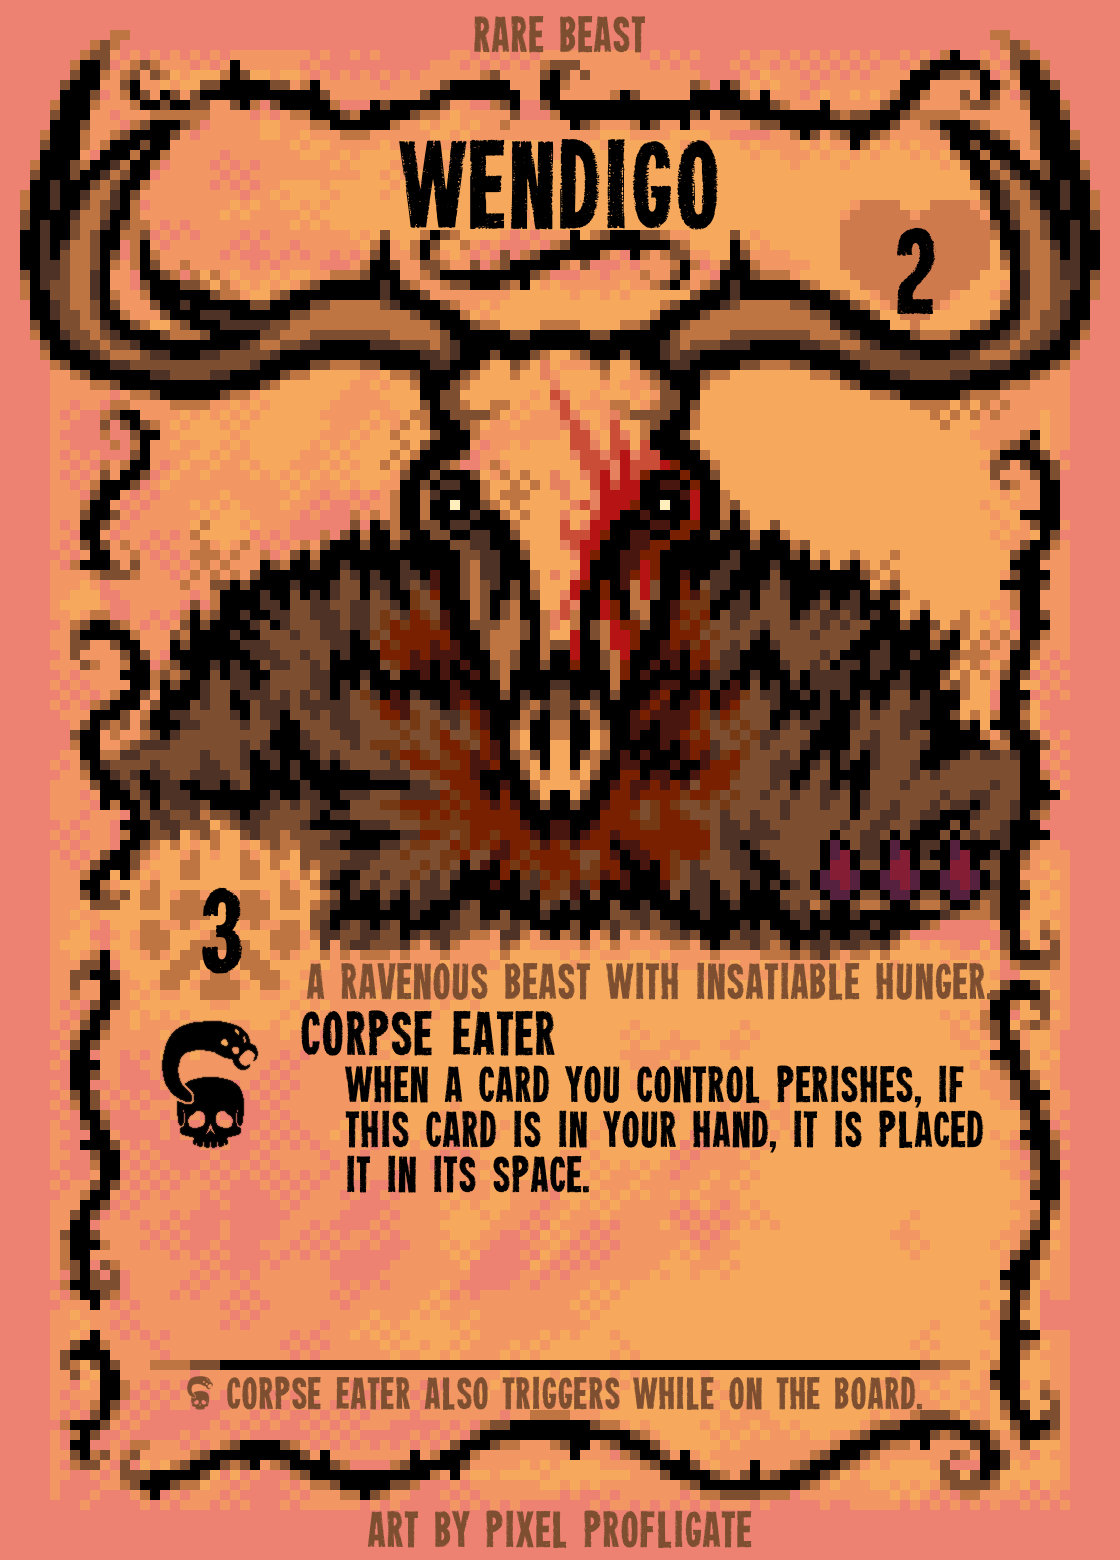 RARE BEAST
WENDIGO
2
3
A RAVENOUS BEAST WITH INSATIABLE HUNGER.
CORPSE EATER
WHEN A CARD YOU CONTROL PERISHES, IF
THIS CARD IS IN YOUR HAND, IT IS PLACED
IT IN ITS SPACE.
CORPSE EATER ALSO TRIGGERS WHILE ON THE BOARD.
ART BY PIXEL PROFLIGATE